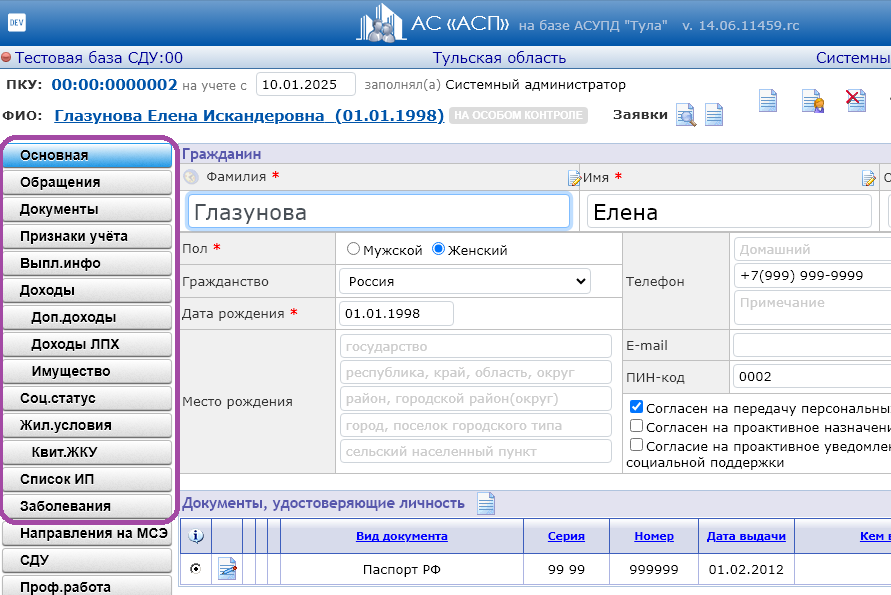 DEV
АС «АСП» на базе АСУПД "Тула" v. 14.06.11459.rc
Тестовая база СДУ:00 Тульская область Системны
ПКУ: 00:00:0000002 на учете с 10.01.2025 заполнял(а) Системный администратор
ФИО: Глазунова Елена Искандеровна (01.01.1998) НА ОСОБОМ КОНТРОЛЕ Заявки
Основная
Обращения
Документы
Признаки учёта
Выпл.инфо
Доходы
Доп.доходы
Доходы ЛПХ
Имущество
Соц.статус
Жил.условия
Квит.ЖКУ
Список ИП
Заболевания
Направления на МСЭ
СДУ
Проф.работа
Гражданин
Фамилия * Имя * О
Глазунова Елена
Пол * Мужской Женский
Гражданство Россия
Дата рождения * 01.01.1998
Место рождения
государство
республика, край, область, округ
район, городской район(округ)
город, поселок городского типа
сельский населенный пункт
Телефон
Домашний
+7(999) 999-9999
Примечание
E-mail
ПИН-код 0002
Согласен на передачу персональны
Согласен на проактивное назначени
Согласие на проактивное уведомле
социальной поддержки
Документы, удостоверяющие личность
Вид документа Серия Номер Дата выдачи Кем в
Паспорт РФ 99 99 999999 01.02.2012